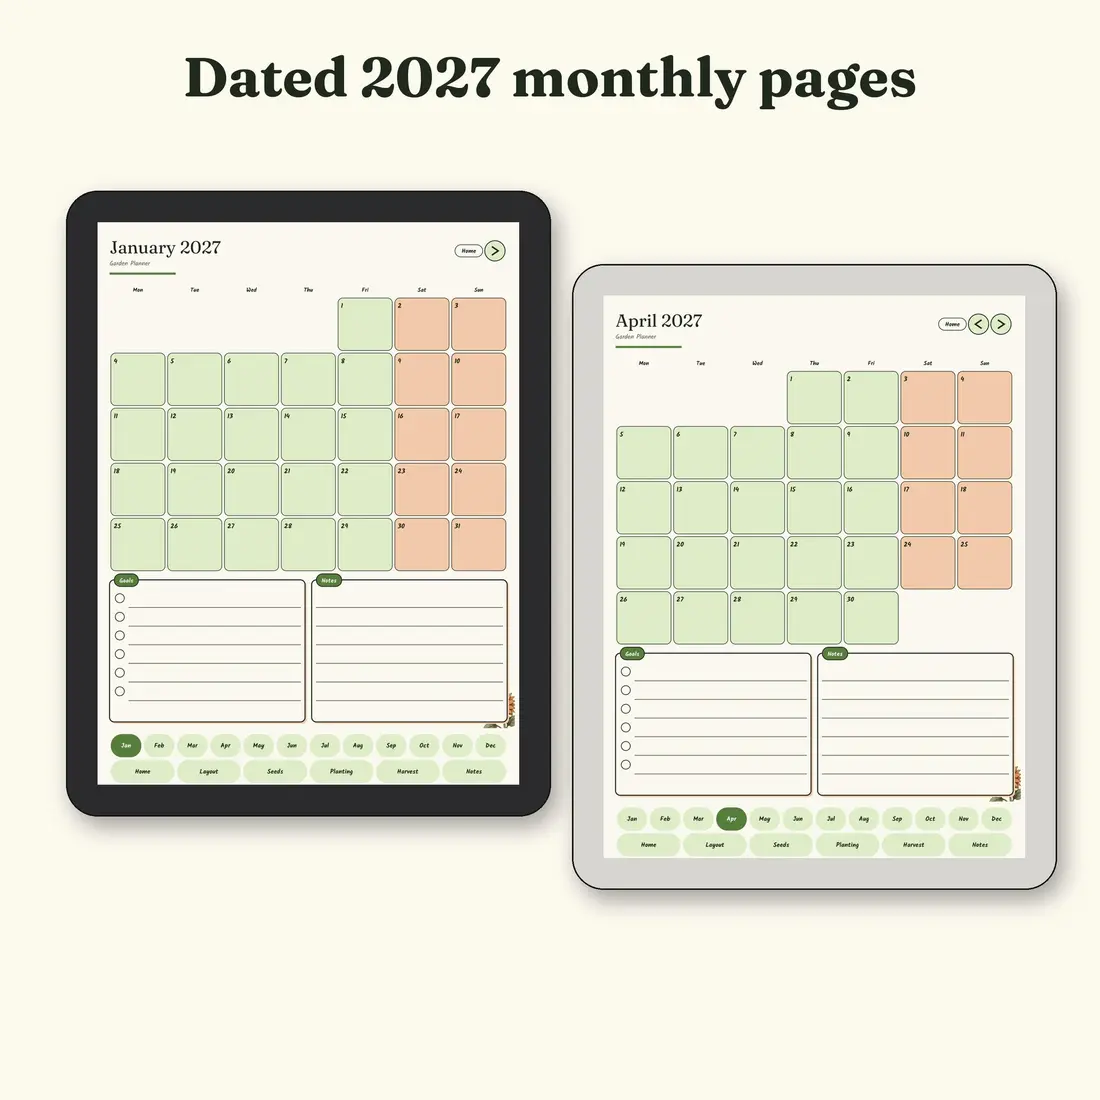 Dated 2027 monthly pages
January 2027
Garden Planner
Home >
Mon Tue Wed Thu Fri Sat Sun
1 2 3
4 5 6 7 8 9 10
11 12 13 14 15 16 17
18 19 20 21 22 23 24
25 26 27 28 29 30 31
Goals
Notes
Jan Feb Mar Apr May Jun Jul Aug Sep Oct Nov Dec
Home Layout Seeds Planting Harvest Notes
April 2027
Garden Planner
Home < >
Mon Tue Wed Thu Fri Sat Sun
1 2 3 4
5 6 7 8 9 10 11
12 13 14 15 16 17 18
19 20 21 22 23 24 25
26 27 28 29 30
Goals
Notes
Jan Feb Mar Apr May Jun Jul Aug Sep Oct Nov Dec
Home Layout Seeds Planting Harvest Notes